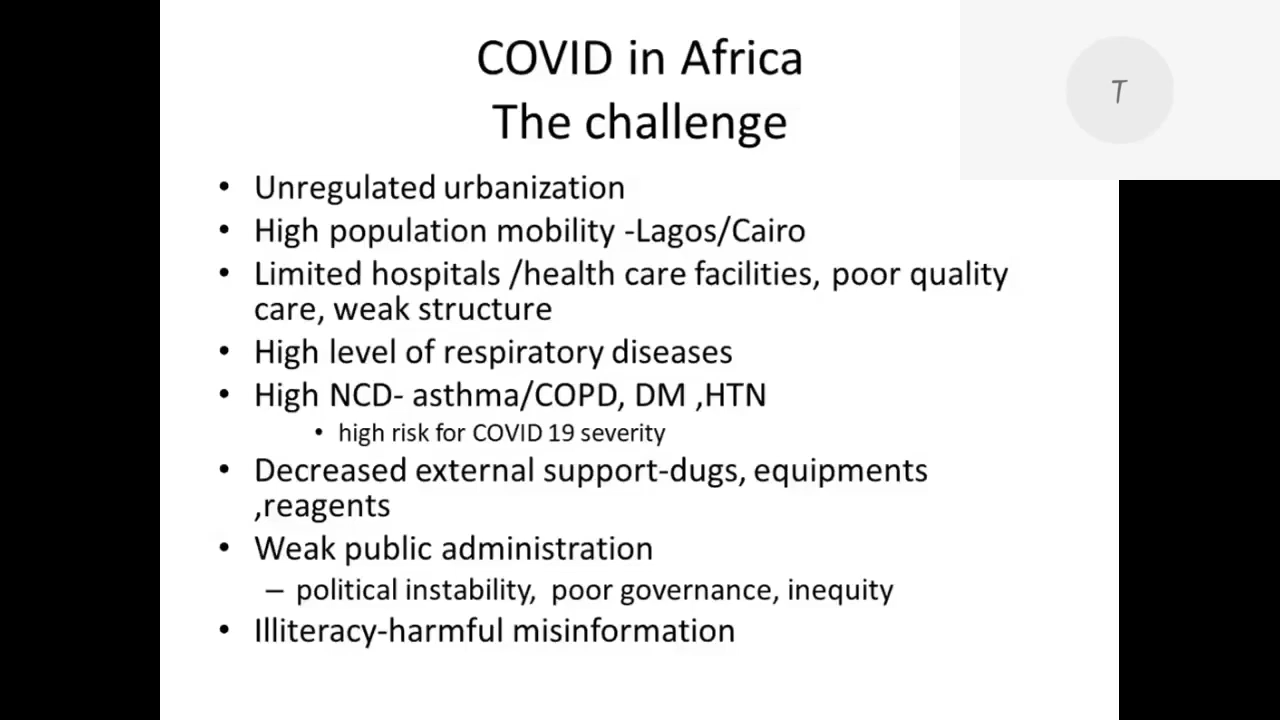 COVID in Africa
The challenge
T
• Unregulated urbanization
• High population mobility -Lagos/Cairo
• Limited hospitals /health care facilities, poor quality
care, weak structure
• High level of respiratory diseases
• High NCD- asthma/COPD, DM ,HTN
• high risk for COVID 19 severity
• Decreased external support-dugs, equipments
,reagents
• Weak public administration
– political instability, poor governance, inequity
• Illiteracy-harmful misinformation